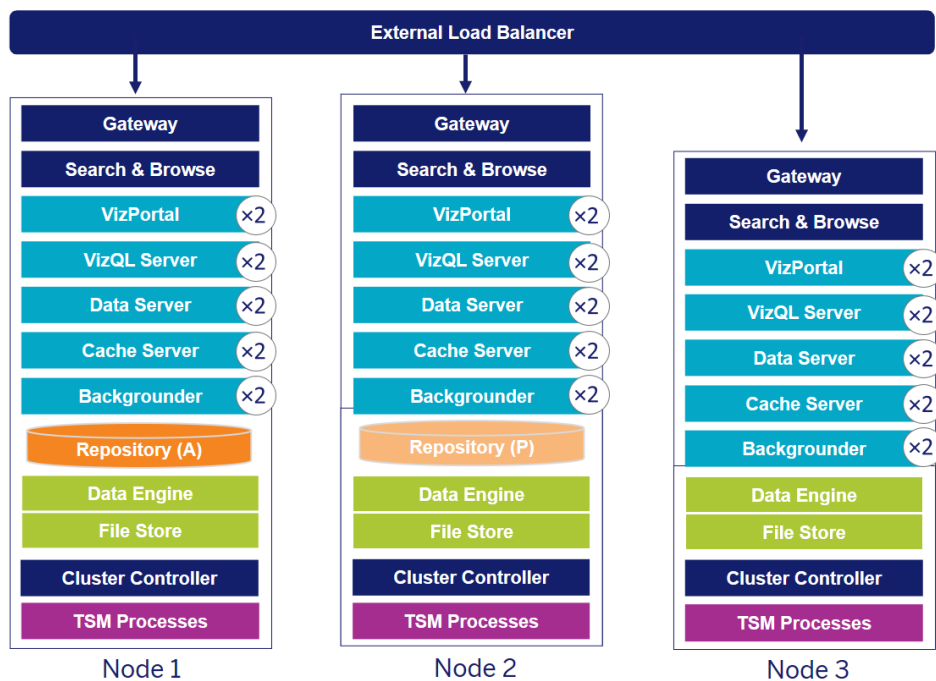 External Load Balancer
Gateway
Search & Browse
VizPortal ×2
VizQL Server ×2
Data Server ×2
Cache Server ×2
Backgrounder ×2
Repository (A)
Data Engine
File Store
Cluster Controller
TSM Processes
Node 1
Gateway
Search & Browse
VizPortal ×2
VizQL Server ×2
Data Server ×2
Cache Server ×2
Backgrounder ×2
Repository (P)
Data Engine
File Store
Cluster Controller
TSM Processes
Node 2
Gateway
Search & Browse
VizPortal ×2
VizQL Server ×2
Data Server ×2
Cache Server ×2
Backgrounder ×2
Data Engine
File Store
Cluster Controller
TSM Processes
Node 3